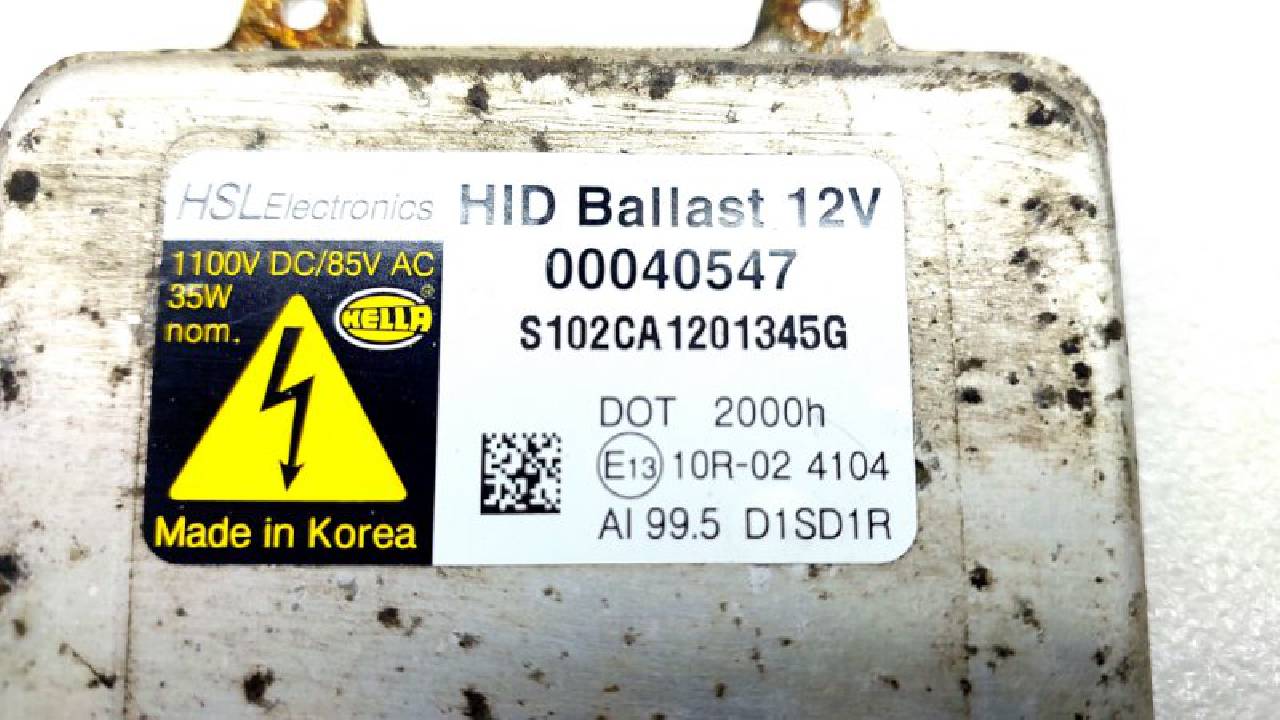 HSLElectronics HID Ballast 12V
1100V DC/85V AC
35W
nom.
HELLA®
Made in Korea
00040547
S102CA1201345G
DOT 2000h
E13 10R-02 4104
AI 99.5 D1SD1R